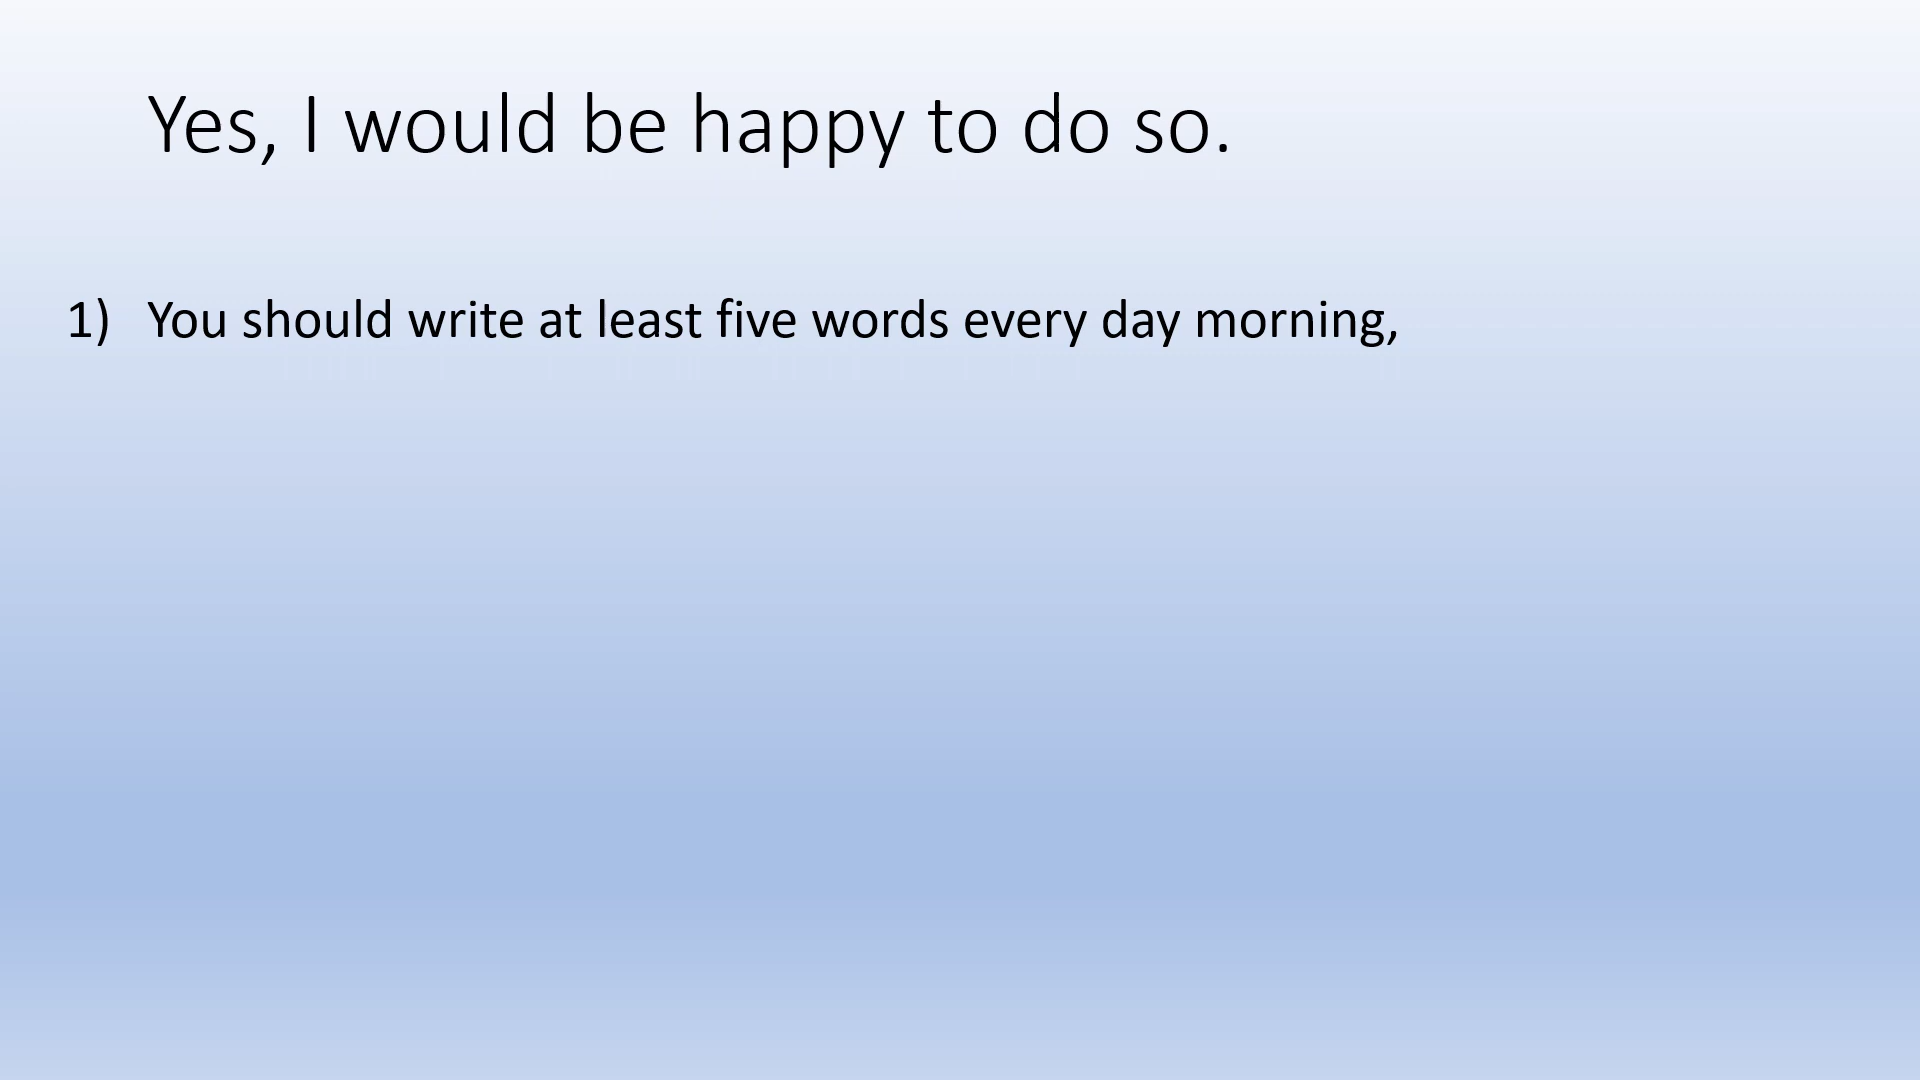 Yes, I would be happy to do so.
1) You should write at least five words every day morning,